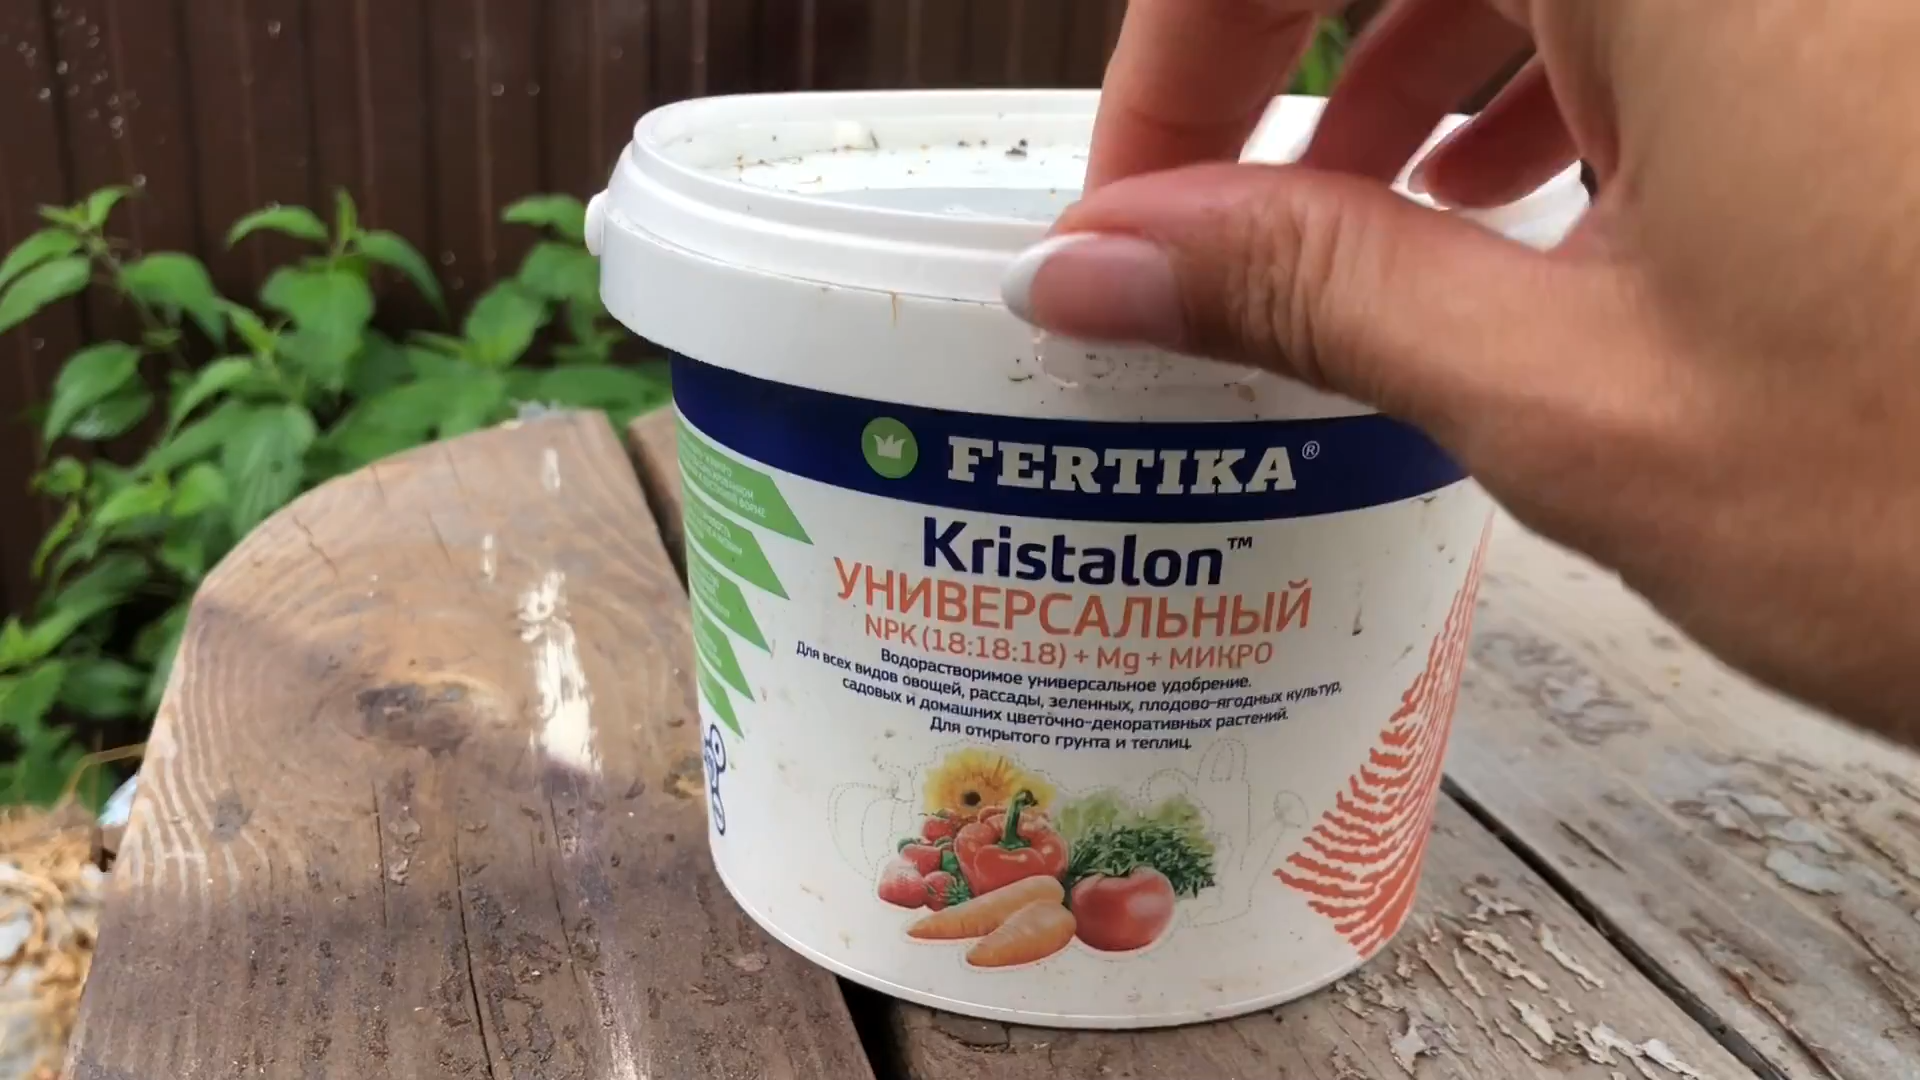 FERTIKA®
Kristalon™
УНИВЕРСАЛЬНЫЙ
NPK (18:18:18) + Mg + МИКРО
Водорастворимое универсальное удобрение.
Для всех видов овощей, рассады, зеленных, плодово-ягодных культур,
садовых и домашних цветочно-декоративных растений.
Для открытого грунта и теплиц.